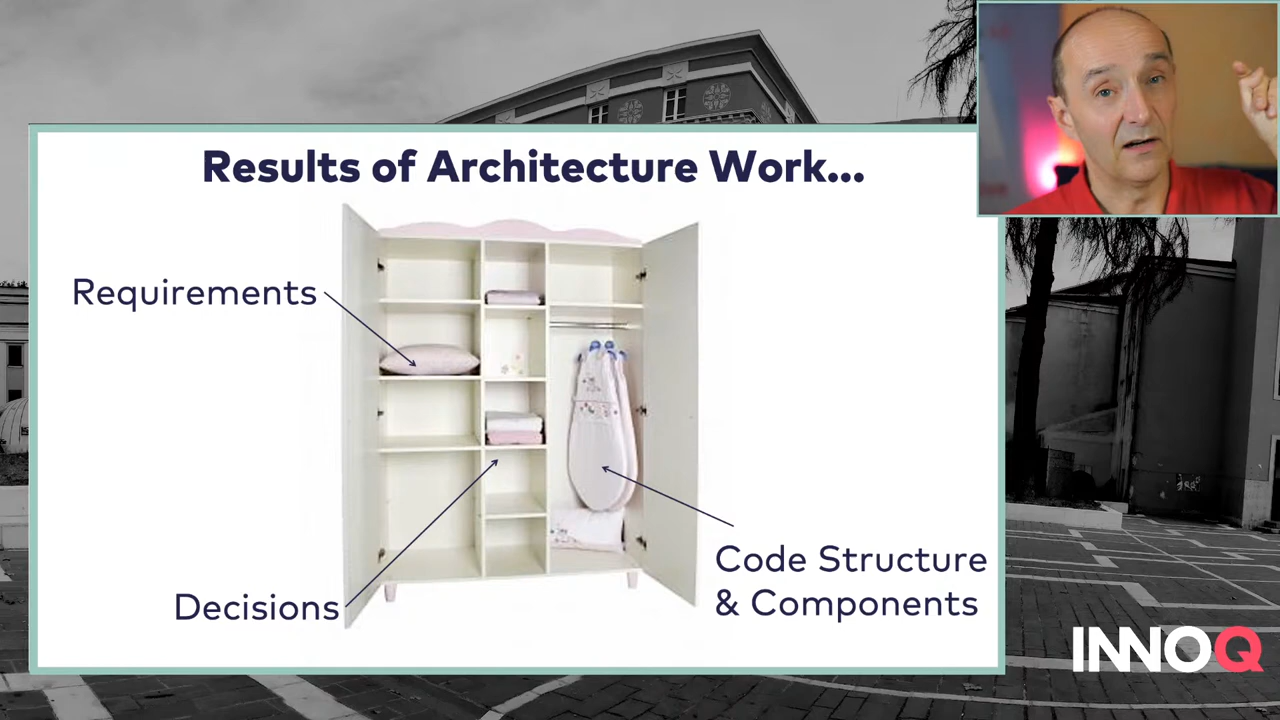 Results of Architecture Work...
Requirements
Decisions
Code Structure
& Components
INNOQ